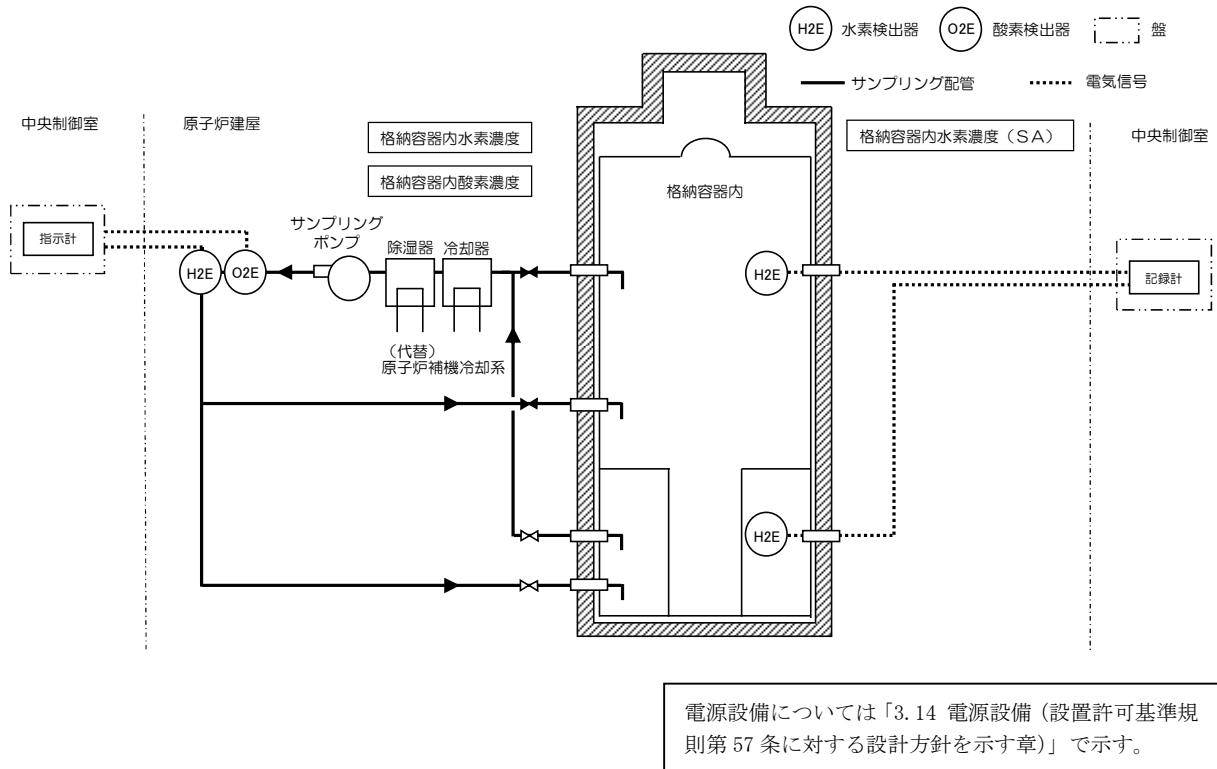 H2E 水素検出器 O2E 酸素検出器 盤
サンプリング配管 電気信号
中央制御室
原子炉建屋
格納容器内水素濃度
格納容器内酸素濃度
格納容器内水素濃度（SA）
中央制御室
格納容器内
指示計
サンプリング
ポンプ
除湿器
冷却器
H2E
O2E
H2E
記録計
（代替）
原子炉補機冷却系
H2E
電源設備については「3.14 電源設備（設置許可基準規
則第 57 条に対する設計方針を示す章）」で示す。